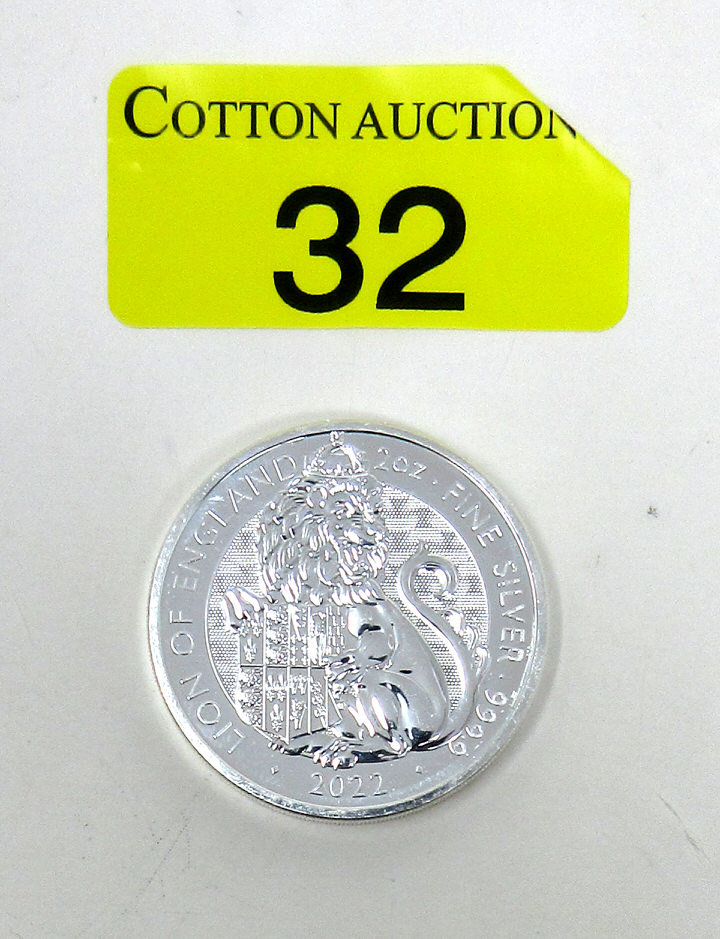 COTTON AUCTION
32
LION OF ENGLAND 2oz · FINE SILVER · 9999
2022